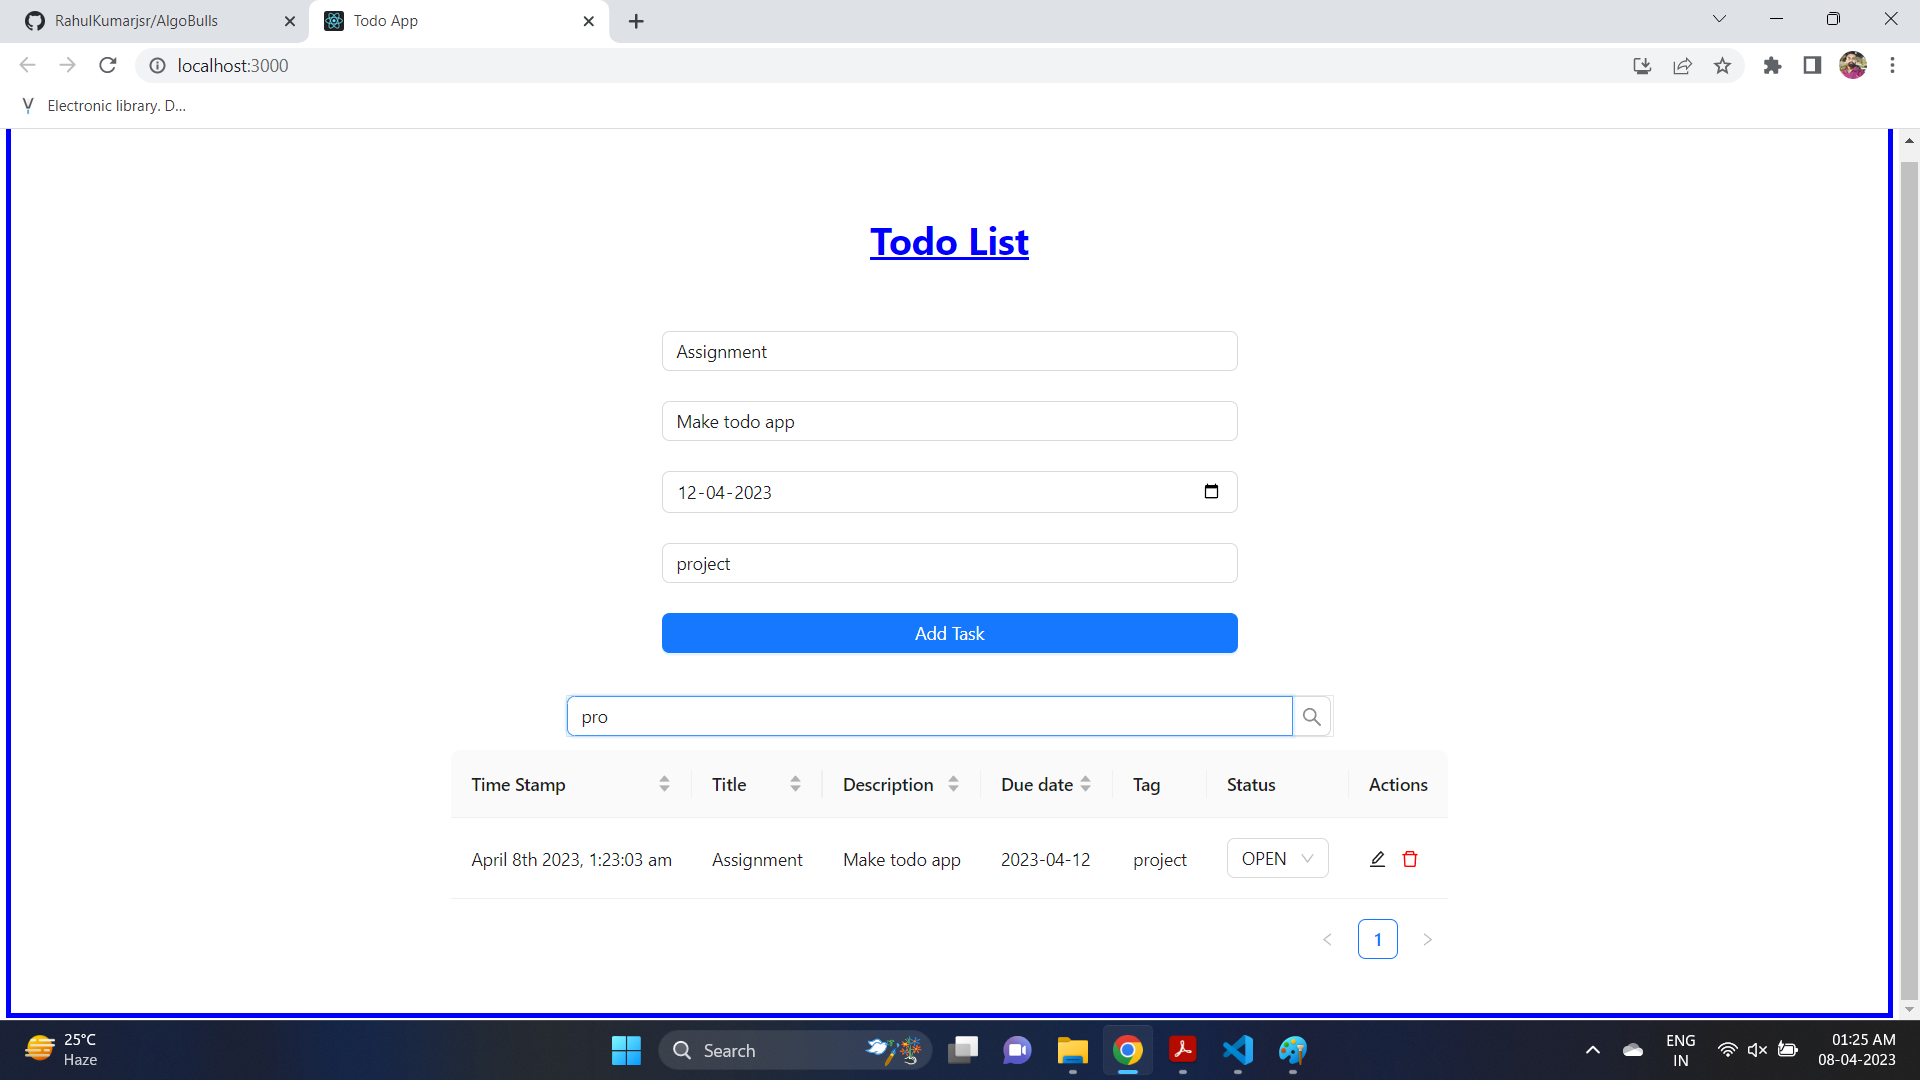 RahulKumarjsr/AlgoBulls
Todo App
localhost:3000
Electronic library. D...
Todo List
Assignment
Make todo app
12-04-2023
project
Add Task
pro
Time Stamp Title Description Due date Tag Status Actions
April 8th 2023, 1:23:03 am Assignment Make todo app 2023-04-12 project OPEN
1
25°C
Haze
Search
ENG
IN
01:25 AM
08-04-2023